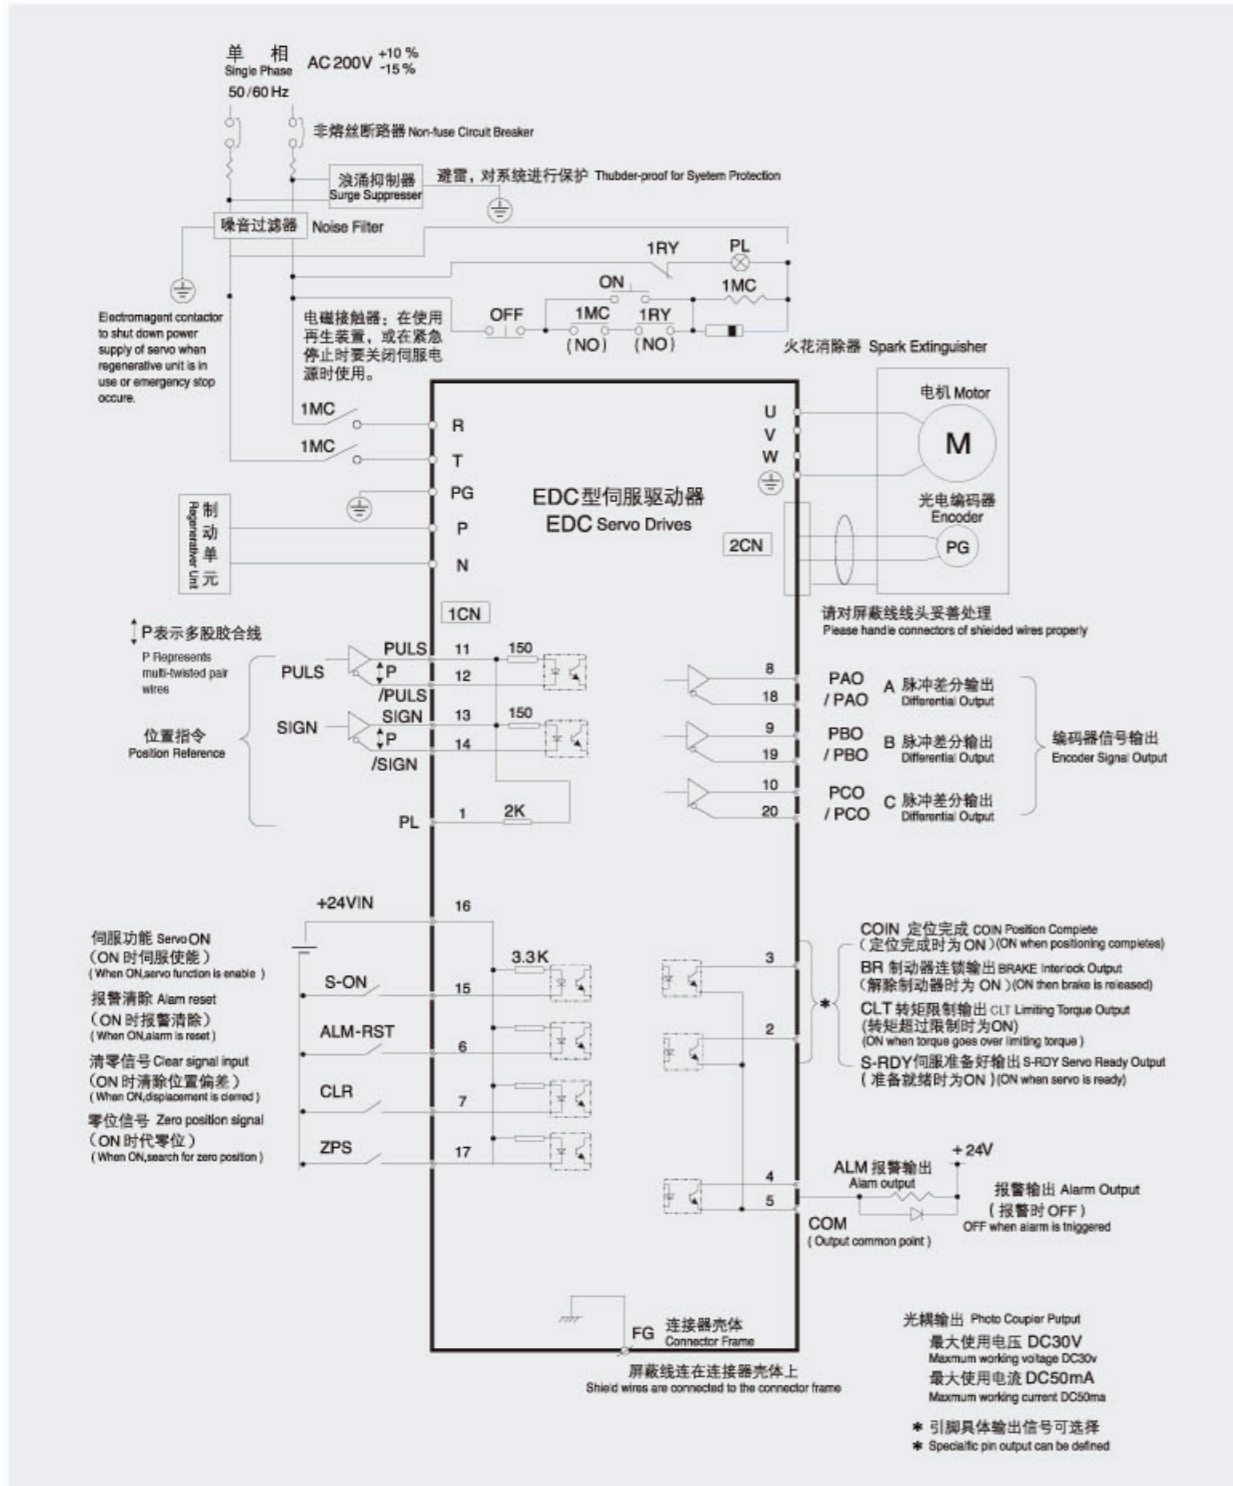 单 相
Single Phase
AC 200V +10 %
-15 %
50/60 Hz
非熔丝断路器 Non-fuse Circuit Breaker
浪涌抑制器
Surge Suppresser
避雷，对系统进行保护 Thubder-proof for Syetem Protection
噪音过滤器
Noise Filter
1RY
PL
ON
1MC
OFF
1MC
(NO)
1RY
(NO)
火花消除器 Spark Extinguisher
Electromagent contactor
to shut down power
supply of servo when
regenerative unit is in
use or emergency stop
occure.
电磁接触器；在使用
再生装置，或在紧急
停止时要关闭伺服电
源时使用。
1MC
1MC
R
T
PG
P
N
制动单元
Regenerativer Unit
EDC型伺服驱动器
EDC Servo Drives
U
V
W
2CN
电机 Motor
M
光电编码器
Encoder
PG
请对屏蔽线线头妥善处理
Please handle connectors of shielded wires properly
1CN
P表示多股胶合线
P Represents
multi-twisted pair
wires
位置指令
Position Reference
PULS
PULS
11
150
P
12
/PULS
SIGN
SIGN
13
150
P
14
/SIGN
PL
1
2K
8
PAO
18
/ PAO
A 脉冲差分输出
Differential Output
9
PBO
19
/ PBO
B 脉冲差分输出
Differential Output
10
PCO
20
/ PCO
C 脉冲差分输出
Differential Output
编码器信号输出
Encoder Signal Output
+24VIN
16
3.3K
伺服功能 Servo ON
（ON 时伺服使能）
( When ON,servo function is enable )
S-ON
15
报警清除 Alam reset
（ON 时报警清除）
( When ON,alarm is reset )
ALM-RST
6
清零信号 Clear signal input
（ON 时清除位置偏差）
( When ON,displacement is clerred )
CLR
7
零位信号 Zero position signal
（ON 时代零位）
( When ON,search for zero position )
ZPS
17
3
2
4
5
*
COIN 定位完成 COIN Position Complete
（定位完成时为 ON )(ON when positioning completes)
BR 制动器连锁输出 BRAKE Interlock Output
（解除制动器时为 ON )(ON then brake is released)
CLT 转矩限制输出 CLT Limiting Torque Output
(转矩超过限制时为ON)
(ON when torque goes over limiting torque )
S-RDY伺服准备好输出 S-RDY Servo Ready Output
（ 准备就绪时为ON )(ON when servo is ready)
+24V
ALM 报警输出
Alam output
COM
( Output common point )
报警输出 Alarm Output
( 报警时 OFF )
OFF when alarm is triggered
FG
连接器壳体
Connector Frame
屏蔽线连在连接器壳体上
Shield wires are connected to the connector frame
光耦输出 Photo Coupler Putput
最大使用电压 DC30V
Maxmum working voltage DC30v
最大使用电流 DC50mA
Maxmum working current DC50ma
* 引脚具体输出信号可选择
* Specialfic pin output can be defined